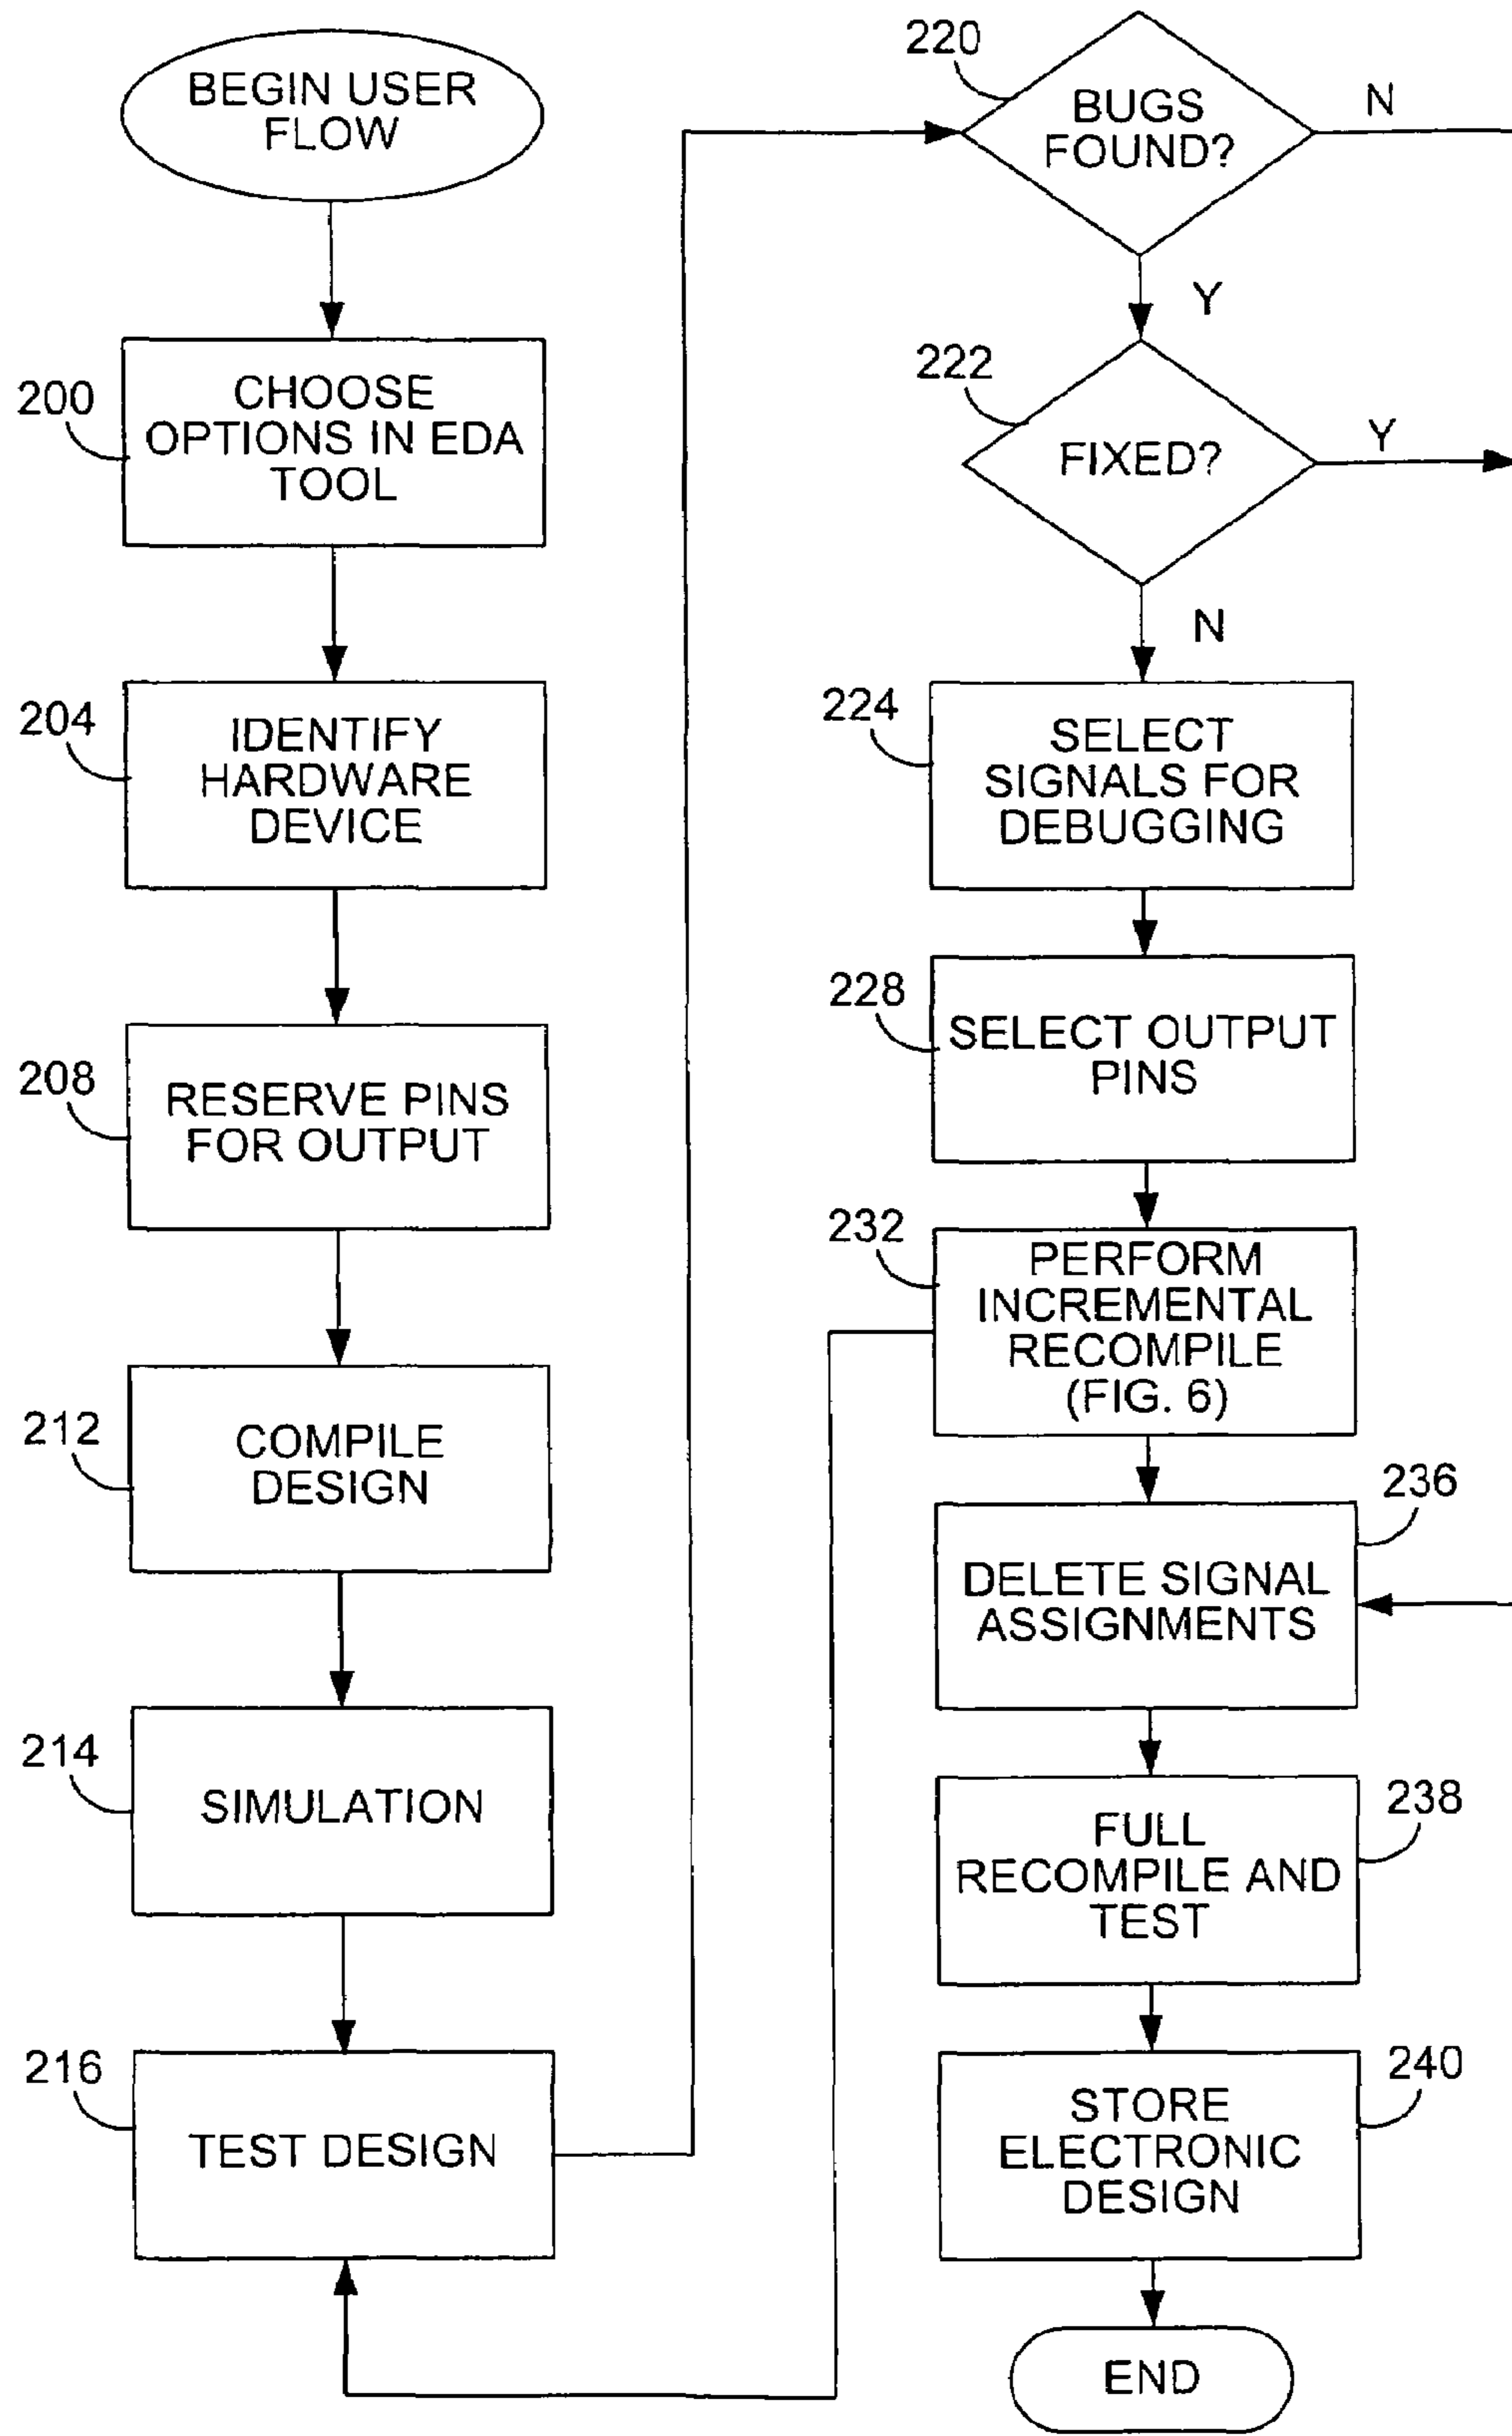 BEGIN USER
FLOW
200
CHOOSE
OPTIONS IN EDA
TOOL
204
IDENTIFY
HARDWARE
DEVICE
208
RESERVE PINS
FOR OUTPUT
212
COMPILE
DESIGN
214
SIMULATION
216
TEST DESIGN
220
BUGS
FOUND?
N
Y
222
FIXED?
Y
N
224
SELECT
SIGNALS FOR
DEBUGGING
228
SELECT OUTPUT
PINS
232
PERFORM
INCREMENTAL
RECOMPILE
(FIG. 6)
236
DELETE SIGNAL
ASSIGNMENTS
238
FULL
RECOMPILE AND
TEST
240
STORE
ELECTRONIC
DESIGN
END